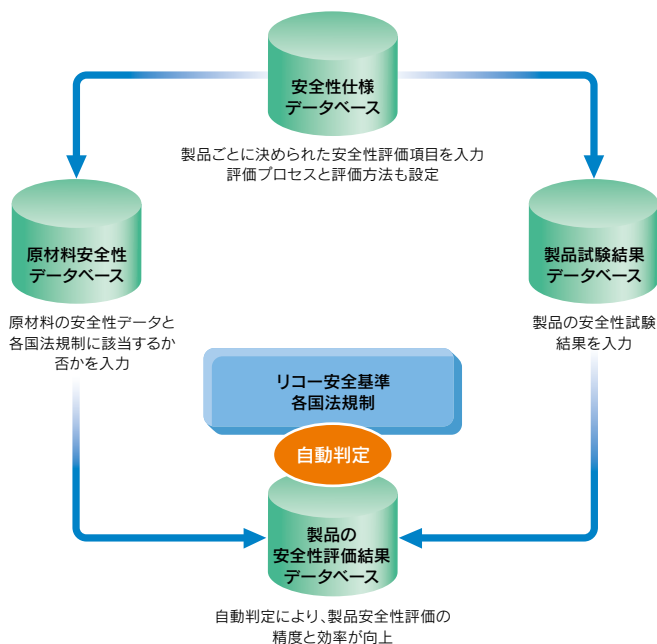 安全性仕様
データベース
製品ごとに決められた安全性評価項目を入力
評価プロセスと評価方法も設定
原材料安全性
データベース
原材料の安全性データと
各国法規制に該当するか
否かを入力
製品試験結果
データベース
製品の安全性試験
結果を入力
リコー安全基準
各国法規制
自動判定
製品の
安全性評価結果
データベース
自動判定により、製品安全性評価の
精度と効率が向上